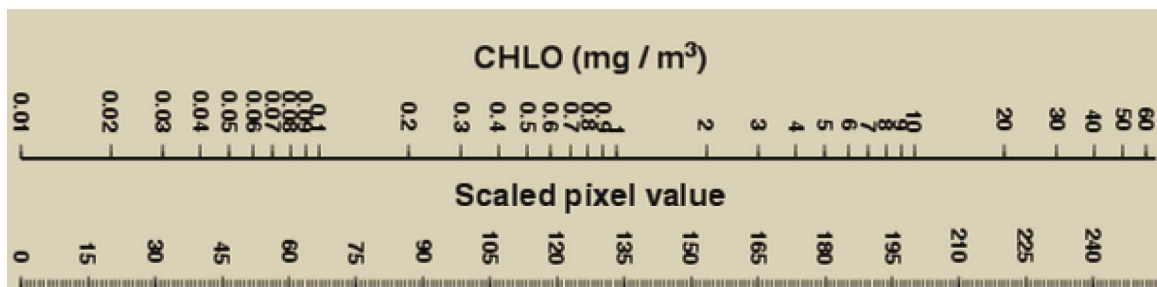 CHLO (mg / m³)
0.01 0.02 0.03 0.04 0.05 0.06 0.07 0.08 0.09 0.1 0.2 0.3 0.4 0.5 0.6 0.7 0.8 0.9 1 2 3 4 5 6 7 8 9 10 20 30 40 50 60
Scaled pixel value
0 15 30 45 60 75 90 105 120 135 150 165 180 195 210 225 240